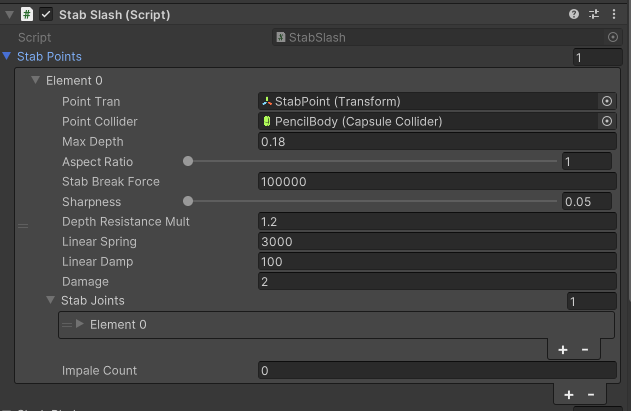 Stab Slash (Script)
Script StabSlash
Stab Points 1
Element 0
Point Tran StabPoint (Transform)
Point Collider PencilBody (Capsule Collider)
Max Depth 0.18
Aspect Ratio 1
Stab Break Force 100000
Sharpness 0.05
Depth Resistance Mult 1.2
Linear Spring 3000
Linear Damp 100
Damage 2
Stab Joints 1
Element 0
+ -
Impale Count 0
+ -